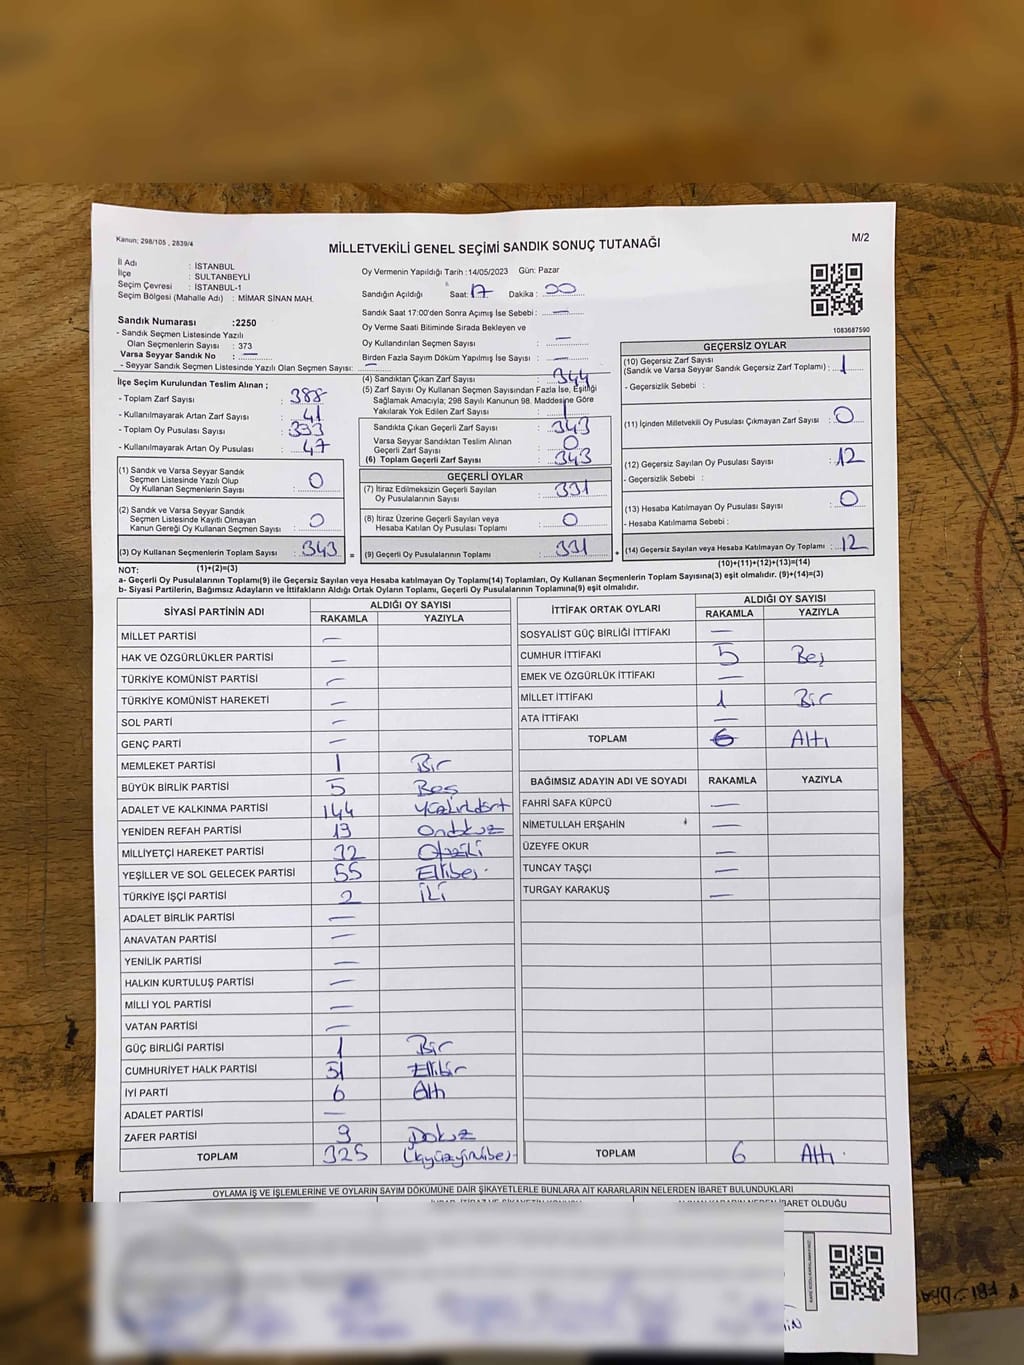 Kanun; 298/105 , 2839/4
MİLLETVEKİLİ GENEL SEÇİMİ SANDIK SONUÇ TUTANAĞI
M/2
İl Adı : İSTANBUL
İlçe : SULTANBEYLİ
Seçim Çevresi : İSTANBUL-1
Seçim Bölgesi (Mahalle Adı) : MİMAR SİNAN MAH.
Sandık Numarası :2250
- Sandık Seçmen Listesinde Yazılı
Olan Seçmenlerin Sayısı : 373
Varsa Seyyar Sandık No : —
- Seyyar Sandık Seçmen Listesinde Yazılı Olan Seçmen Sayısı: —
Oy Vermenin Yapıldığı Tarih :14/05/2023 Gün: Pazar
Sandığın Açıldığı Saat: 17 Dakika : 00
Sandık Saat 17:00'den Sonra Açımış İse Sebebi: —
Oy Verme Saati Bitiminde Sırada Bekleyen ve
Oy Kullandırılan Seçmen Sayısı : —
Birden Fazla Sayım Döküm Yapılmış İse Sayısı : —
1083687590
İlçe Seçim Kurulundan Teslim Alınan ;
- Toplam Zarf Sayısı : 388
- Kullanılmayarak Artan Zarf Sayısı : 41
- Toplam Oy Pusulası Sayısı : 393
- Kullanılmayarak Artan Oy Pusulası : 47
(1) Sandık ve Varsa Seyyar Sandık
Seçmen Listesinde Yazılı Olup
Oy Kullanan Seçmenlerin Sayısı : 0
(2) Sandık ve Varsa Seyyar Sandık
Seçmen Listesinde Kayıtlı Olmayan
Kanun Gereği Oy Kullanan Seçmen Sayısı : 0
(3) Oy Kullanan Seçmenlerin Toplam Sayısı : 343 =
(4) Sandıktan Çıkan Zarf Sayısı : 344
(5) Zarf Sayısı Oy Kullanan Seçmen Sayısından Fazla İse, Eşitliği
Sağlamak Amacıyla; 298 Sayılı Kanunun 98. Maddesine Göre
Yakılarak Yok Edilen Zarf Sayısı : 1
Sandıkta Çıkan Geçerli Zarf Sayısı : 343
Varsa Seyyar Sandıktan Teslim Alınan
Geçerli Zarf Sayısı : 0
(6) Toplam Geçerli Zarf Sayısı : 343
GEÇERLİ OYLAR
(7) İtiraz Edilmeksizin Geçerli Sayılan
Oy Pusulalarının Sayısı : 331
(8) İtiraz Üzerine Geçerli Sayılan veya
Hesaba Katılan Oy Pusulası Toplamı : 0
(9) Geçerli Oy Pusulalarının Toplamı : 331 +
GEÇERSİZ OYLAR
(10) Geçersiz Zarf Sayısı
(Sandık ve Varsa Seyyar Sandık Geçersiz Zarf Toplamı) : 1
- Geçersizlik Sebebi :
(11) İçinden Milletvekili Oy Pusulası Çıkmayan Zarf Sayısı : 0
(12) Geçersiz Sayılan Oy Pusulası Sayısı : 12
- Geçersizlik Sebebi :
(13) Hesaba Katılmayan Oy Pusulası Sayısı : 0
- Hesaba Katılmama Sebebi :
(14) Geçersiz Sayılan veya Hesaba Katılmayan Oy Toplamı : 12
NOT: (1)+(2)=(3)
(10)+(11)+(12)+(13)=(14)
a- Geçerli Oy Pusulalarının Toplamı(9) ile Geçersiz Sayılan veya Hesaba katılmayan Oy Toplamı(14) Toplamları, Oy Kullanan Seçmenlerin Toplam Sayısına(3) eşit olmalıdır. (9)+(14)=(3)
b- Siyasi Partilerin, Bağımsız Adayların ve İttifakların Aldığı Ortak Oyların Toplamı, Geçerli Oy Pusulalarının Toplamına(9) eşit olmalıdır.
SİYASİ PARTİNİN ADI ALDIĞI OY SAYISI
RAKAMLA YAZIYLA
MİLLET PARTİSİ —
HAK VE ÖZGÜRLÜKLER PARTİSİ —
TÜRKİYE KOMÜNİST PARTİSİ —
TÜRKİYE KOMÜNİST HAREKETİ —
SOL PARTİ —
GENÇ PARTİ —
MEMLEKET PARTİSİ 1 Bir
BÜYÜK BİRLİK PARTİSİ 5 Beş
ADALET VE KALKINMA PARTİSİ 144
YENİDEN REFAH PARTİSİ 19 Ondokuz
MİLLİYETÇİ HAREKET PARTİSİ 32
YEŞİLLER VE SOL GELECEK PARTİSİ 55 Ellibeş
TÜRKİYE İŞÇİ PARTİSİ 2 İki
ADALET BİRLİK PARTİSİ —
ANAVATAN PARTİSİ —
YENİLİK PARTİSİ —
HALKIN KURTULUŞ PARTİSİ —
MİLLİ YOL PARTİSİ —
VATAN PARTİSİ —
GÜÇ BİRLİĞİ PARTİSİ 1 Bir
CUMHURİYET HALK PARTİSİ 51 Ellibir
İYİ PARTİ 6 Altı
ADALET PARTİSİ —
ZAFER PARTİSİ 9 Dokuz
TOPLAM 325 (üçyüzyirmibeş)
İTTİFAK ORTAK OYLARI ALDIĞI OY SAYISI
RAKAMLA YAZIYLA
SOSYALİST GÜÇ BİRLİĞİ İTTİFAKI —
CUMHUR İTTİFAKI 5 Beş
EMEK VE ÖZGÜRLÜK İTTİFAKI —
MİLLET İTTİFAKI 1 Bir
ATA İTTİFAKI —
TOPLAM 6 Altı
BAĞIMSIZ ADAYIN ADI VE SOYADI RAKAMLA YAZIYLA
FAHRİ SAFA KÜPCÜ —
NİMETULLAH ERŞAHİN —
ÜZEYFE OKUR —
TUNCAY TAŞÇI —
TURGAY KARAKUŞ —
TOPLAM 6 Altı
OYLAMA İŞ VE İŞLEMLERİNE VE OYLARIN SAYIM DÖKÜMÜNE DAİR ŞİKAYETLERLE BUNLARA AİT KARARLARIN NELERDEN İBARET BULUNDUKLARI
İBARET OLDUĞU